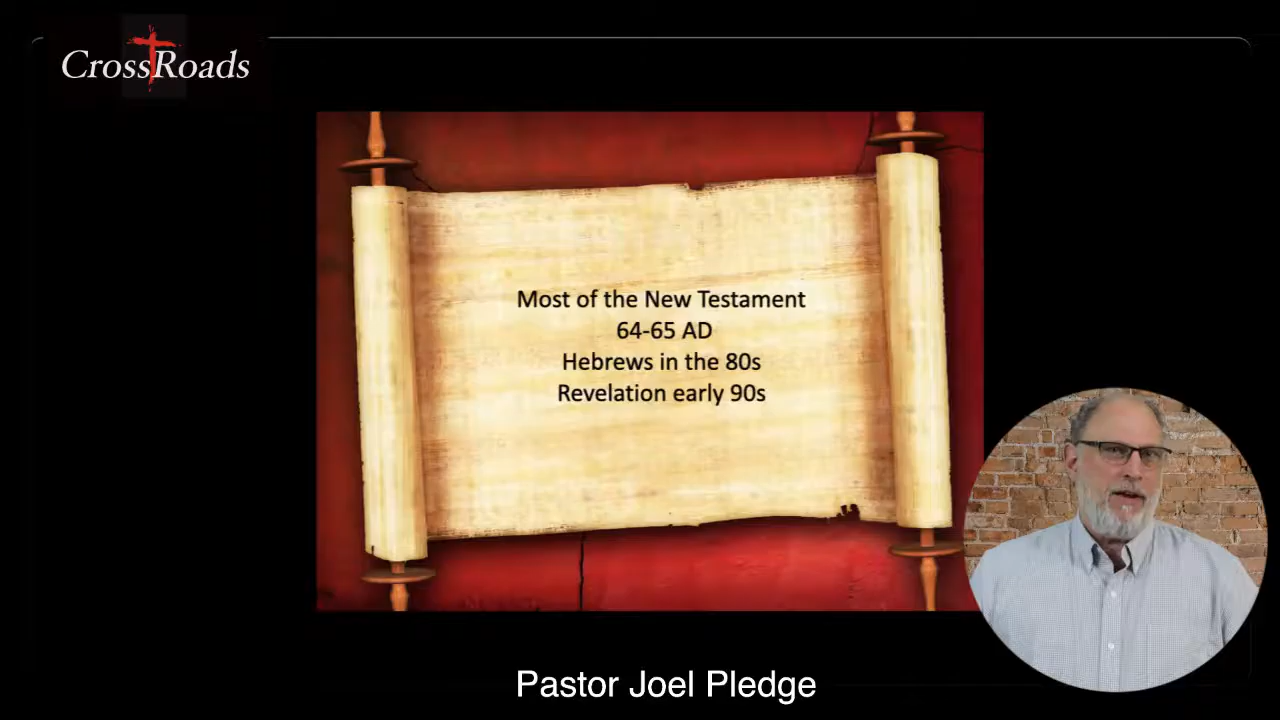 CrossRoads
Most of the New Testament
64-65 AD
Hebrews in the 80s
Revelation early 90s
Pastor Joel Pledge